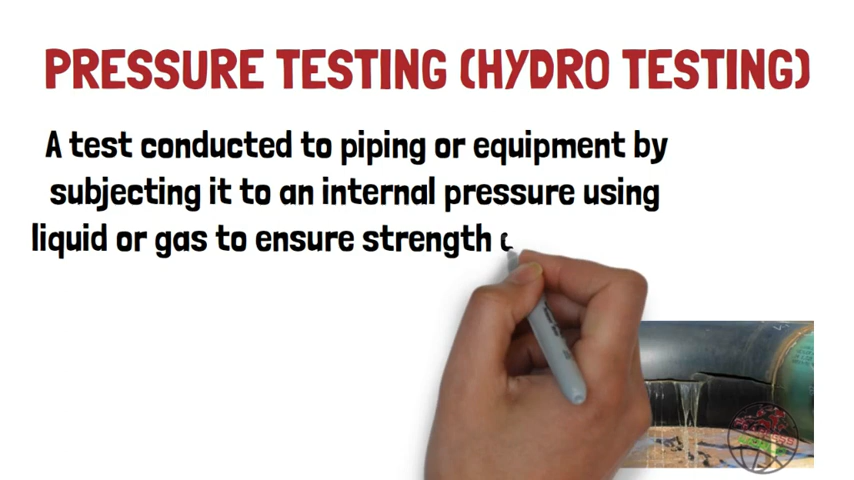 PRESSURE TESTING (HYDRO TESTING)
A test conducted to piping or equipment by
subjecting it to an internal pressure using
liquid or gas to ensure strength